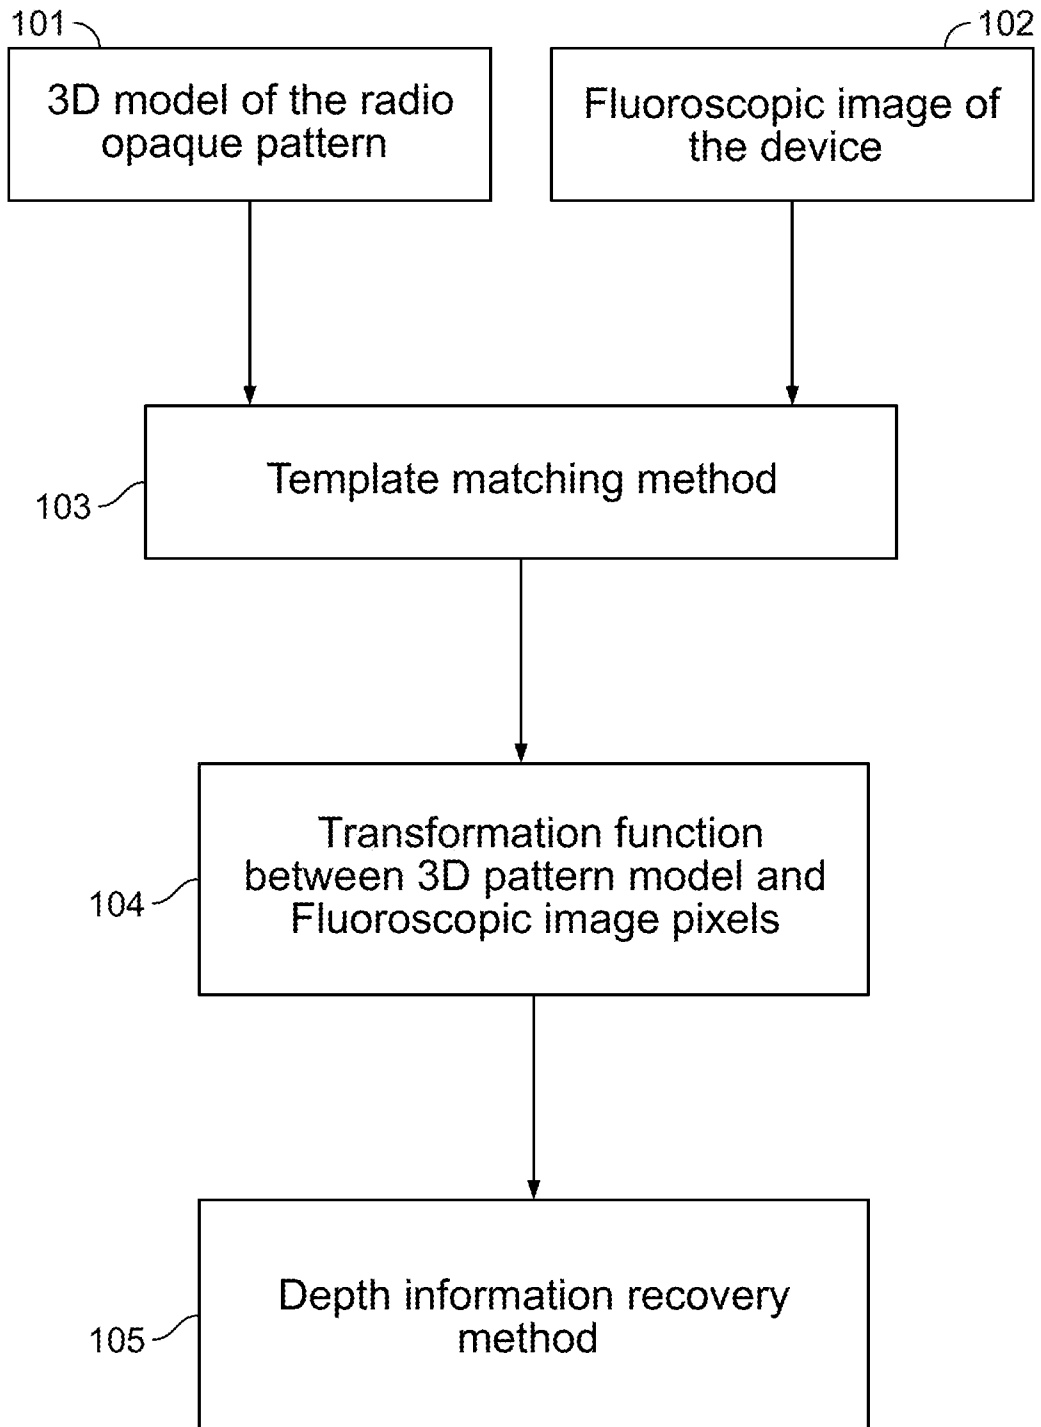 101
102
3D model of the radio
opaque pattern
Fluoroscopic image of
the device
Template matching method
103
Transformation function
between 3D pattern model and
Fluoroscopic image pixels
104
Depth information recovery
method
105